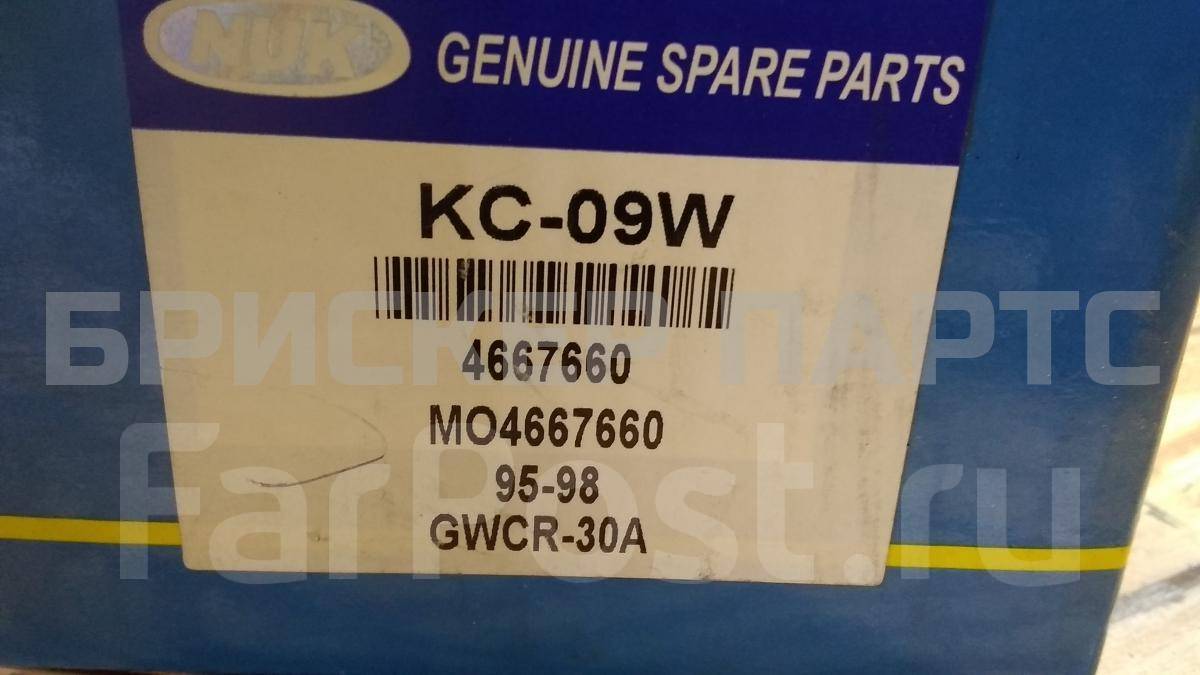 NUK
GENUINE SPARE PARTS
KC-09W
4667660
MO4667660
95-98
GWCR-30A
БРИСКЕР ПАРТС
FarPost.ru